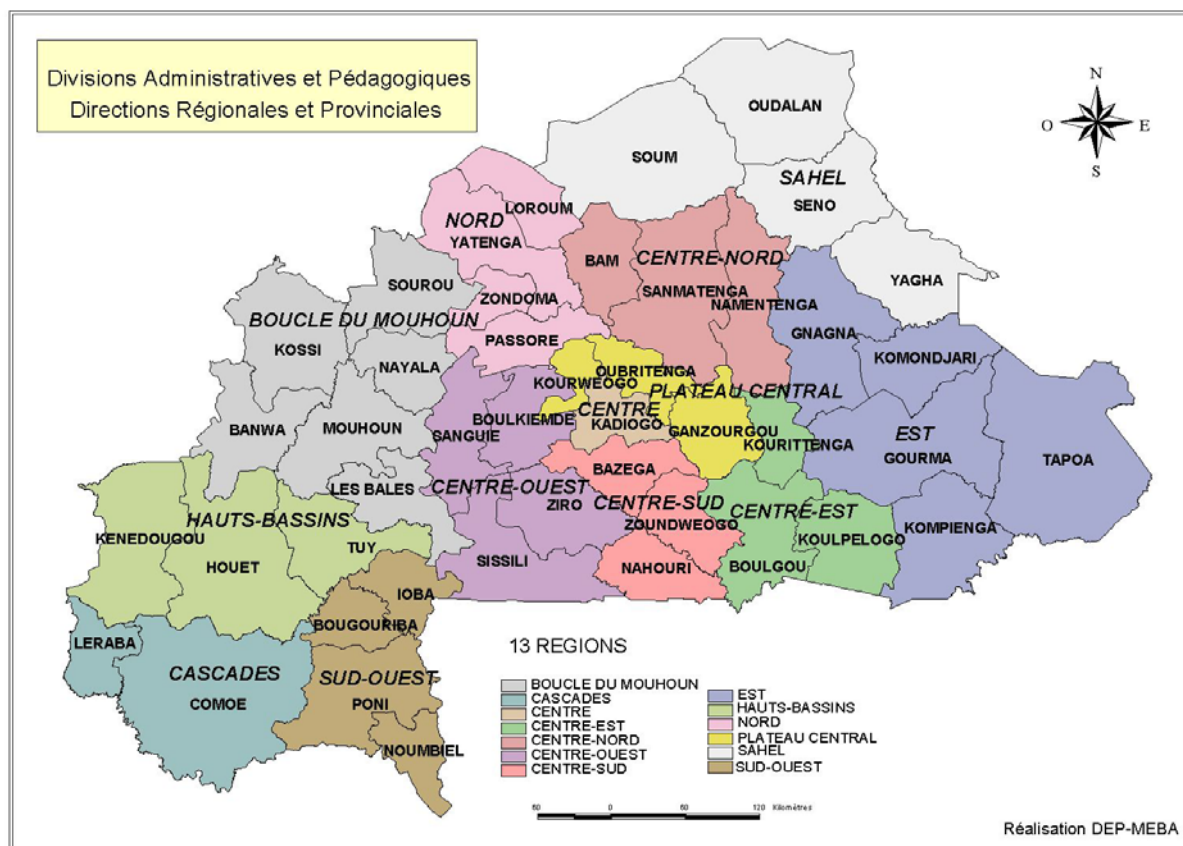 Divisions Administratives et Pédagogiques
Directions Régionales et Provinciales
N
O
E
S
OUDALAN
SOUM
SAHEL
SENO
YAGHA
NORD
LOROUM
YATENGA
ZONDOMA
PASSORE
BAM
CENTRE-NORD
SANMATENGA
NAMENTENGA
SOUROU
BOUCLE DU MOUHOUN
KOSSI
NAYALA
BANWA
MOUHOUN
LES BALES
GNAGNA
KOMONDJARI
EST
GOURMA
TAPOA
KOMPIENGA
OUBRITENGA
KOURWEOGO
PLATEAU CENTRAL
GANZOURGOU
CENTRE
KADIOGO
BOULKIEMDE
SANGUIE
CENTRE-OUEST
ZIRO
SISSILI
BAZEGA
CENTRE-SUD
ZOUNDWEOGO
NAHOURI
KOURITTENGA
CENTRE-EST
KOULPELOGO
BOULGOU
HAUTS-BASSINS
KENEDOUGOU
HOUET
TUY
IOBA
BOUGOURIBA
SUD-OUEST
PONI
NOUMBIEL
LERABA
CASCADES
COMOE
13 REGIONS
BOUCLE DU MOUHOUN
CASCADES
CENTRE
CENTRE-EST
CENTRE-NORD
CENTRE-OUEST
CENTRE-SUD
EST
HAUTS-BASSINS
NORD
PLATEAU CENTRAL
SAHEL
SUD-OUEST
60 0 60 120 Kilomètres
Réalisation DEP-MEBA